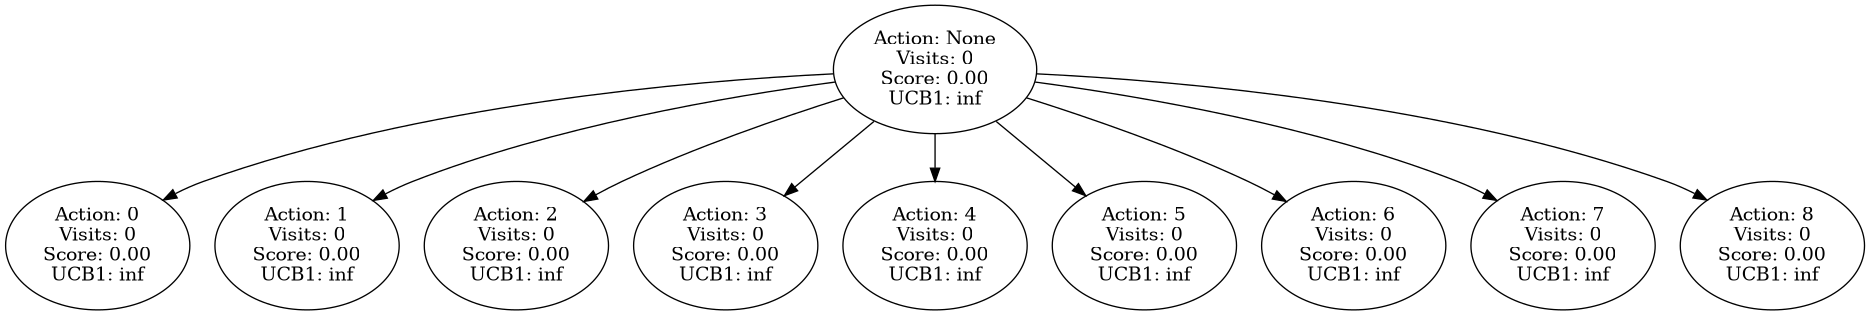 Action: None
Visits: 0
Score: 0.00
UCB1: inf
Action: 0
Visits: 0
Score: 0.00
UCB1: inf
Action: 1
Visits: 0
Score: 0.00
UCB1: inf
Action: 2
Visits: 0
Score: 0.00
UCB1: inf
Action: 3
Visits: 0
Score: 0.00
UCB1: inf
Action: 4
Visits: 0
Score: 0.00
UCB1: inf
Action: 5
Visits: 0
Score: 0.00
UCB1: inf
Action: 6
Visits: 0
Score: 0.00
UCB1: inf
Action: 7
Visits: 0
Score: 0.00
UCB1: inf
Action: 8
Visits: 0
Score: 0.00
UCB1: inf